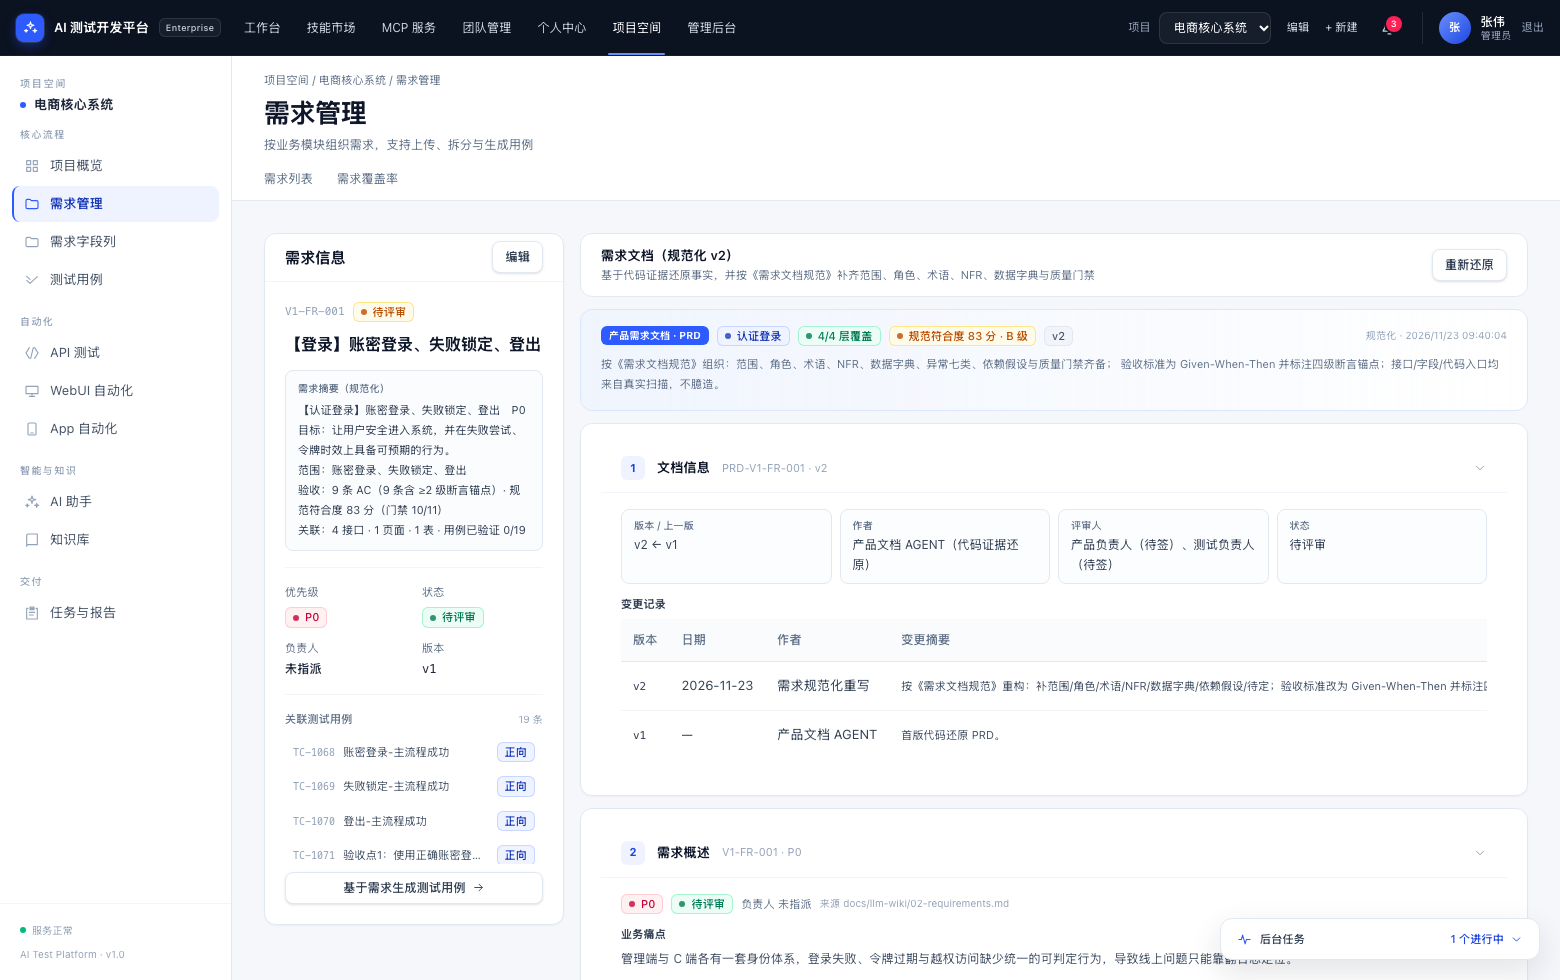 AI 测试开发平台 Enterprise 工作台 技能市场 MCP 服务 团队管理 个人中心 项目空间 管理后台 项目 电商核心系统 编辑 + 新建 3 张 张伟 管理员 退出
项目空间
电商核心系统
核心流程
项目概览
需求管理
需求字段列
测试用例
自动化
API 测试
WebUI 自动化
App 自动化
智能与知识
AI 助手
知识库
交付
任务与报告
服务正常
AI Test Platform · v1.0
项目空间 / 电商核心系统 / 需求管理
需求管理
按业务模块组织需求，支持上传、拆分与生成用例
需求列表 需求覆盖率
需求信息 编辑
V1-FR-001 待评审
【登录】账密登录、失败锁定、登出
需求摘要（规范化）
【认证登录】账密登录、失败锁定、登出 P0
目标：让用户安全进入系统，并在失败尝试、
令牌时效上具备可预期的行为。
范围：账密登录、失败锁定、登出
验收：9 条 AC（9 条含 ≥2 级断言锚点）· 规
范符合度 83 分（门禁 10/11）
关联：4 接口 · 1 页面 · 1 表 · 用例已验证 0/19
优先级 状态
P0 待评审
负责人 版本
未指派 v1
关联测试用例 19 条
TC-1068 账密登录-主流程成功 正向
TC-1069 失败锁定-主流程成功 正向
TC-1070 登出-主流程成功 正向
TC-1071 验收点1：使用正确账密登... 正向
基于需求生成测试用例 →
需求文档（规范化 v2）
基于代码证据还原事实，并按《需求文档规范》补齐范围、角色、术语、NFR、数据字典与质量门禁
重新还原
产品需求文档 · PRD 认证登录 4/4 层覆盖 规范符合度 83 分 · B 级 v2 规范化 · 2026/11/23 09:40:04
按《需求文档规范》组织：范围、角色、术语、NFR、数据字典、异常七类、依赖假设与质量门禁齐备； 验收标准为 Given-When-Then 并标注四级断言锚点；接口/字段/代码入口均
来自真实扫描，不臆造。
1 文档信息 PRD-V1-FR-001 · v2
版本 / 上一版 作者 评审人 状态
v2 ← v1 产品文档 AGENT（代码证据还 产品负责人（待签）、测试负责人 待评审
原） （待签）
变更记录
版本 日期 作者 变更摘要
v2 2026-11-23 需求规范化重写 按《需求文档规范》重构：补范围/角色/术语/NFR/数据字典/依赖假设/待定；验收标准改为 Given-When-Then 并标注
v1 — 产品文档 AGENT 首版代码还原 PRD。
2 需求概述 V1-FR-001 · P0
P0 待评审 负责人 未指派 来源 docs/llm-wiki/02-requirements.md
业务痛点
管理端与 C 端各有一套身份体系，登录失败、令牌过期与越权访问缺少统一的可判定行为，导致线上问题只能靠翻日志定位。
后台任务 1 个进行中